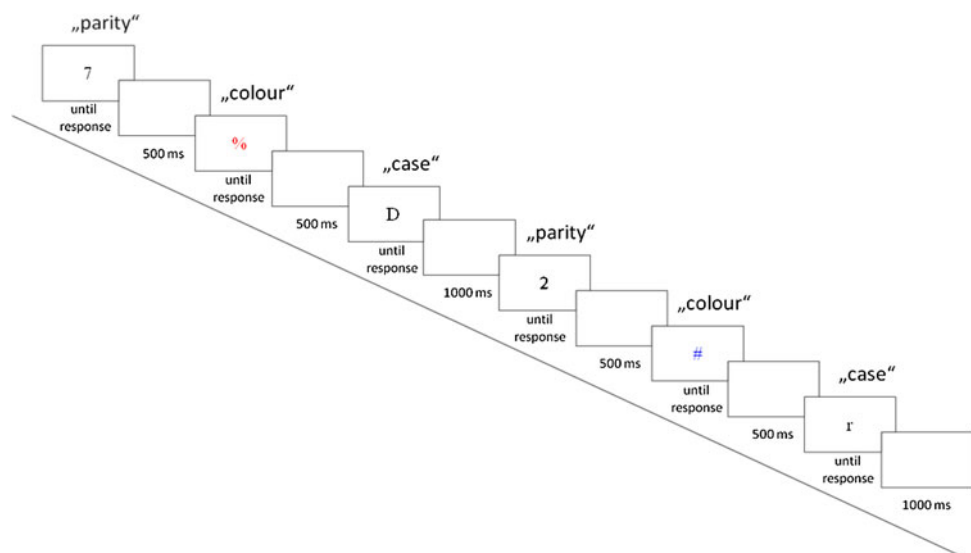 „parity“
7
until
response
500 ms
„colour“
%
until
response
500 ms
„case“
D
until
response
1000 ms
„parity“
2
until
response
500 ms
„colour“
#
until
response
500 ms
„case“
r
until
response
1000 ms